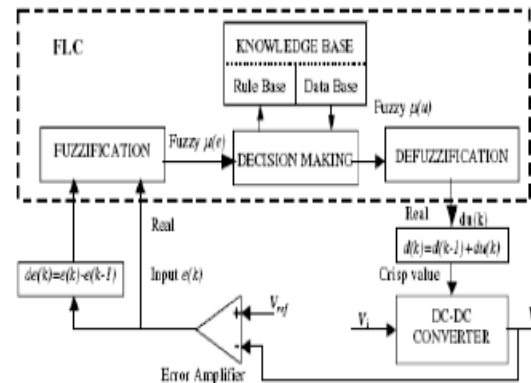 FLC
KNOWLEDGE BASE
Rule Base
Data Base
Fuzzy μ(u)
FUZZIFICATION
Fuzzy μ(e)
DECISION MAKING
DEFUZZIFICATION
Real
Real
du(k)
de(k)=e(k)-e(k-1)
Input e(k)
d(k)=d(k-1)+du(k)
Crisp value
Vref
+
-
Vi
DC-DC
CONVERTER
Error Amplifier